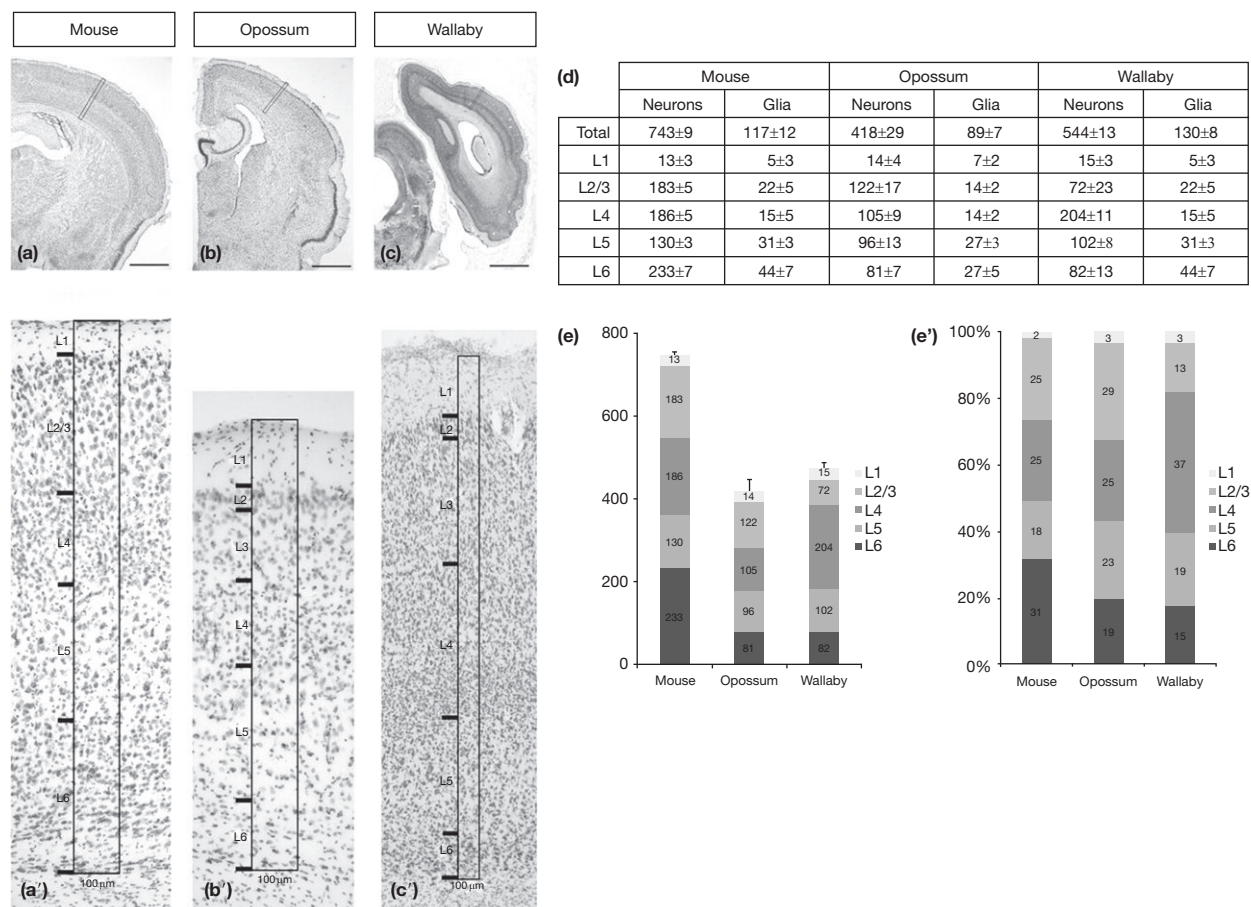 Mouse
Opossum
Wallaby
(a)
(b)
(c)
(d)
Mouse Opossum Wallaby
Neurons Glia Neurons Glia Neurons Glia
Total 743±9 117±12 418±29 89±7 544±13 130±8
L1 13±3 5±3 14±4 7±2 15±3 5±3
L2/3 183±5 22±5 122±17 14±2 72±23 22±5
L4 186±5 15±5 105±9 14±2 204±11 15±5
L5 130±3 31±3 96±13 27±3 102±8 31±3
L6 233±7 44±7 81±7 27±5 82±13 44±7
L1
L2/3
L4
L5
L6
100 µm
(a')
L1
L2
L3
L4
L5
L6
100 µm
(b')
L1
L2
L3
L4
L5
L6
100 µm
(c')
(e)
800
600
400
200
0
13
183
186
130
233
14
122
105
96
81
15
72
204
102
82
Mouse Opossum Wallaby
L1
L2/3
L4
L5
L6
(e')
100%
80%
60%
40%
20%
0%
2
25
25
18
31
3
29
25
23
19
3
13
37
19
15
Mouse Opossum Wallaby
L1
L2/3
L4
L5
L6